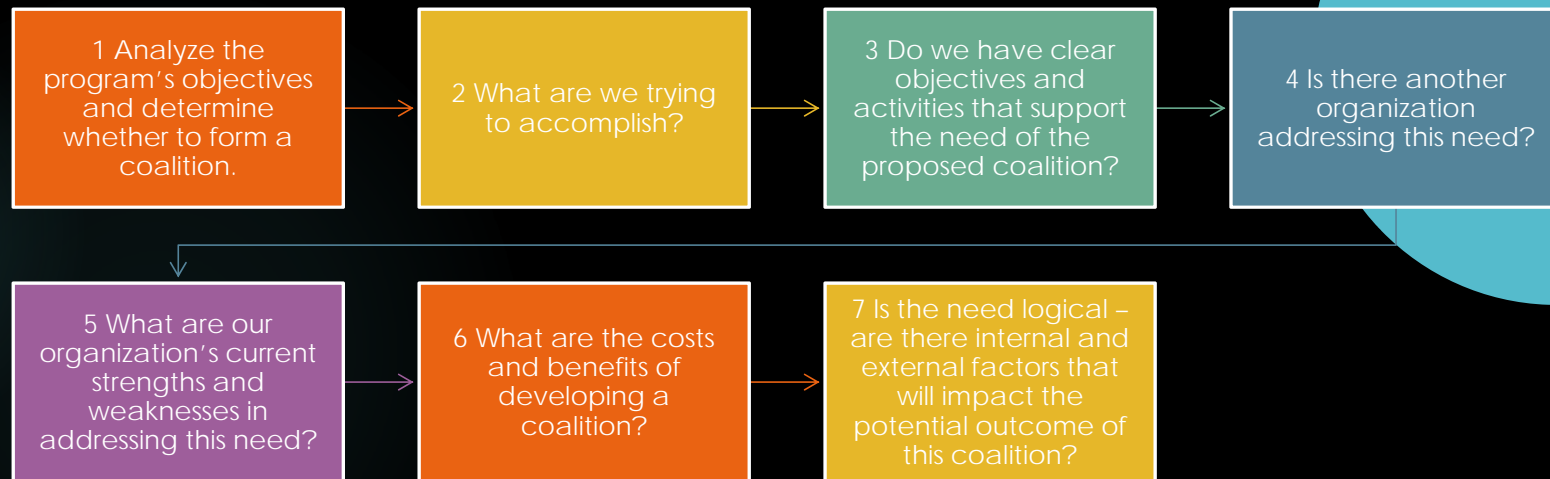 1 Analyze the
program’s objectives
and determine
whether to form a
coalition.
2 What are we trying
to accomplish?
3 Do we have clear
objectives and
activities that support
the need of the
proposed coalition?
4 Is there another
organization
addressing this need?
5 What are our
organization’s current
strengths and
weaknesses in
addressing this need?
6 What are the costs
and benefits of
developing a
coalition?
7 Is the need logical –
are there internal and
external factors that
will impact the
potential outcome of
this coalition?